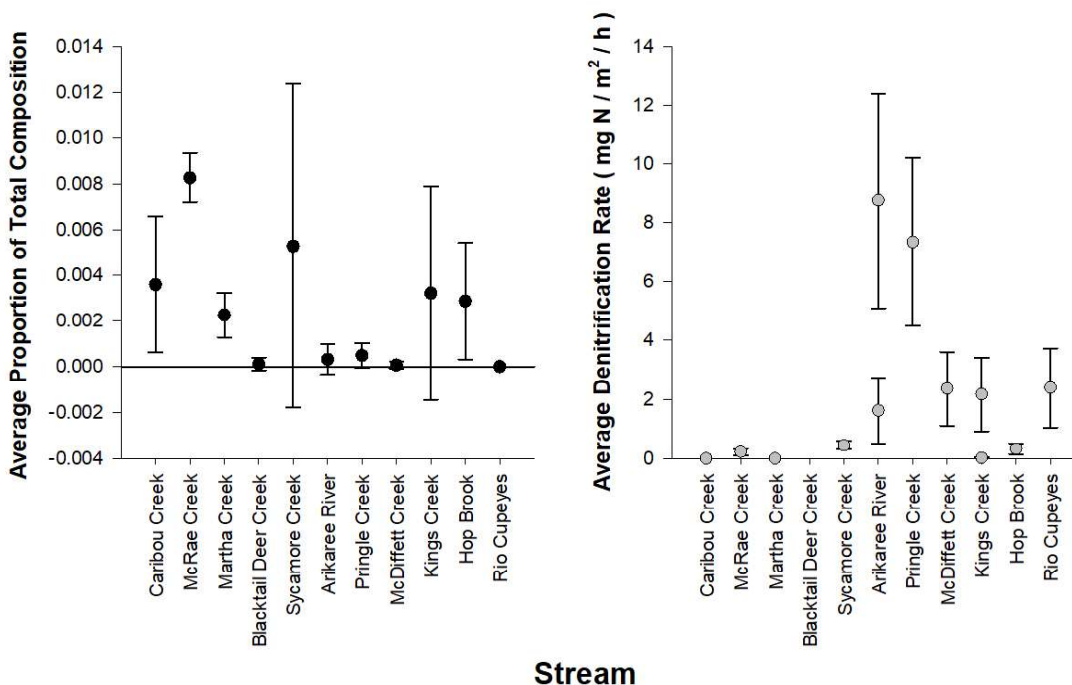 Average Proportion of Total Composition
0.014
0.012
0.010
0.008
0.006
0.004
0.002
0.000
-0.002
-0.004
Caribou Creek
McRae Creek
Martha Creek
Blacktail Deer Creek
Sycamore Creek
Arikaree River
Pringle Creek
McDiffett Creek
Kings Creek
Hop Brook
Rio Cupeyes
Average Denitrification Rate ( mg N / m² / h )
14
12
10
8
6
4
2
0
Caribou Creek
McRae Creek
Martha Creek
Blacktail Deer Creek
Sycamore Creek
Arikaree River
Pringle Creek
McDiffett Creek
Kings Creek
Hop Brook
Rio Cupeyes
Stream